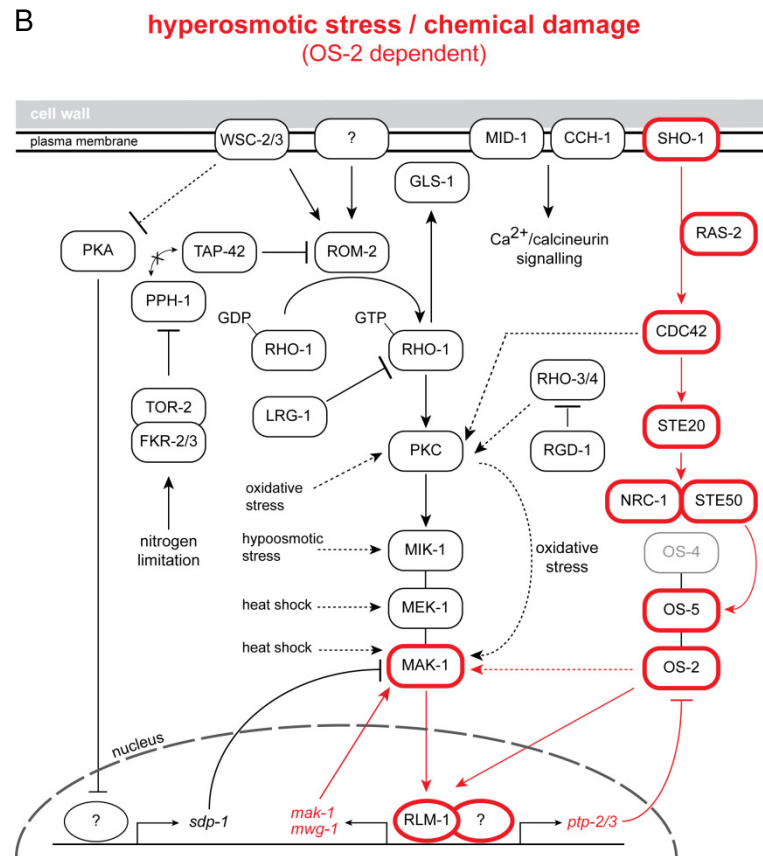 B
hyperosmotic stress / chemical damage
(OS-2 dependent)
cell wall
plasma membrane
WSC-2/3
?
MID-1
CCH-1
SHO-1
GLS-1
RAS-2
PKA
TAP-42
ROM-2
Ca2+/calcineurin
signalling
PPH-1
GDP
RHO-1
GTP
RHO-1
CDC42
RHO-3/4
TOR-2
FKR-2/3
LRG-1
STE20
PKC
RGD-1
oxidative
stress
NRC-1
STE50
nitrogen
limitation
hypoosmotic
stress
MIK-1
oxidative
stress
OS-4
heat shock
MEK-1
OS-5
heat shock
MAK-1
OS-2
nucleus
?
sdp-1
mak-1
mwg-1
RLM-1
?
ptp-2/3